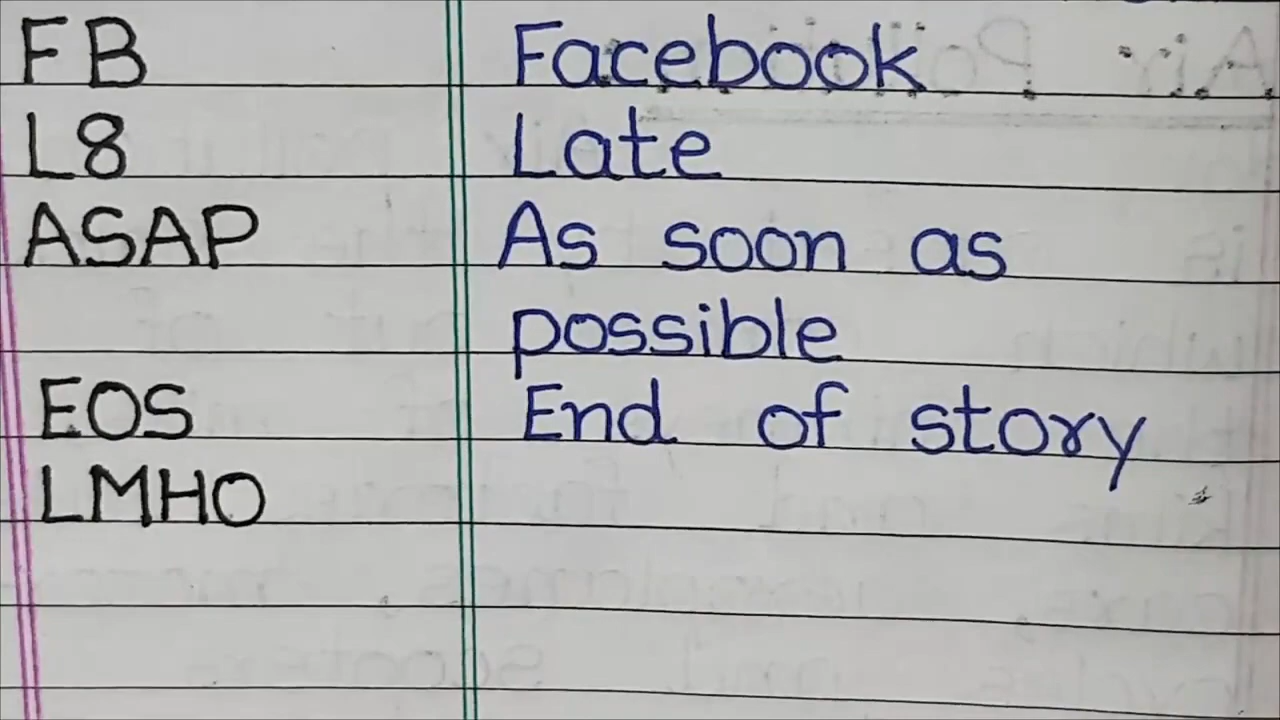 FB Facebook
L8 Late
ASAP As soon as
possible
EOS End of story
LMHO